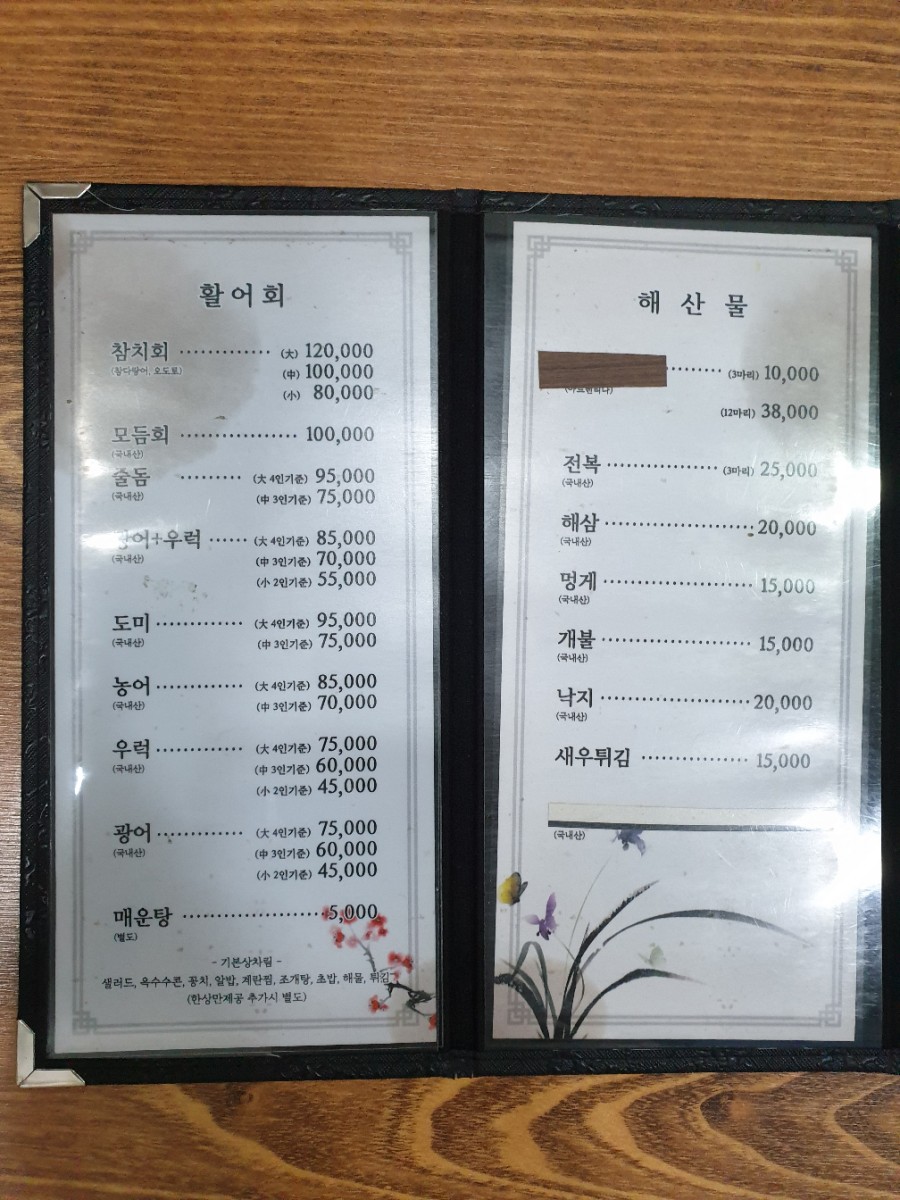 활어회
참치회 ············· (大) 120,000
(참다랑어, 오도로) (中) 100,000
(小) 80,000
모듬회 ················· 100,000
(국내산)
줄돔 ········· (大 4인기준) 95,000
(국내산) (中 3인기준) 75,000
광어+우럭 ······ (大 4인기준) 85,000
(국내산) (中 3인기준) 70,000
(小 2인기준) 55,000
도미 ············· (大 4인기준) 95,000
(국내산) (中 3인기준) 75,000
농어 ············· (大 4인기준) 85,000
(국내산) (中 3인기준) 70,000
우럭 ············· (大 4인기준) 75,000
(국내산) (中 3인기준) 60,000
(小 2인기준) 45,000
광어 ············· (大 4인기준) 75,000
(국내산) (中 3인기준) 60,000
(小 2인기준) 45,000
매운탕 ····················· 5,000
(별도)
- 기본상차림 -
샐러드, 옥수수콘, 꽁치, 알밥, 계란찜, 조개탕, 초밥, 해물, 튀김
(한상만제공 추가시 별도)
해 산 물
········ (3마리) 10,000
(12마리) 38,000
전복 ················ (3마리) 25,000
(국내산)
해삼 ······················ 20,000
(국내산)
멍게 ······················ 15,000
(국내산)
개불 ······················ 15,000
(국내산)
낙지 ······················ 20,000
(국내산)
새우튀김 ················ 15,000
(국내산)